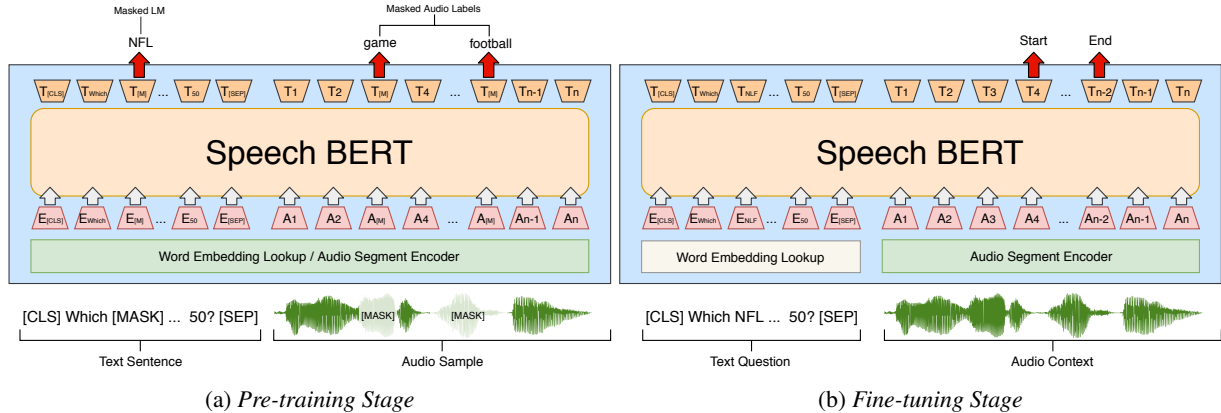 Masked LM
Masked Audio Labels
NFL
game
football
T[CLS] TWhich T[M] ... T50 T[SEP] T1 T2 T[M] T4 ... T[M] Tn-1 Tn
Speech BERT
E[CLS] EWhich E[M] ... E50 E[SEP] A1 A2 A[M] A4 ... A[M] An-1 An
Word Embedding Lookup / Audio Segment Encoder
[CLS] Which [MASK] ... 50? [SEP]
[MASK]
[MASK]
Text Sentence
Audio Sample
(a) Pre-training Stage
Start
End
T[CLS] TWhich TNLF ... T50 T[SEP] T1 T2 T3 T4 ... Tn-2 Tn-1 Tn
Speech BERT
E[CLS] EWhich ENLF ... E50 E[SEP] A1 A2 A3 A4 ... An-2 An-1 An
Word Embedding Lookup
Audio Segment Encoder
[CLS] Which NFL ... 50? [SEP]
Text Question
Audio Context
(b) Fine-tuning Stage